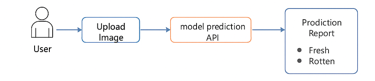 User
Upload
Image
model prediction
API
Prodiction
Report
Fresh
Rotten